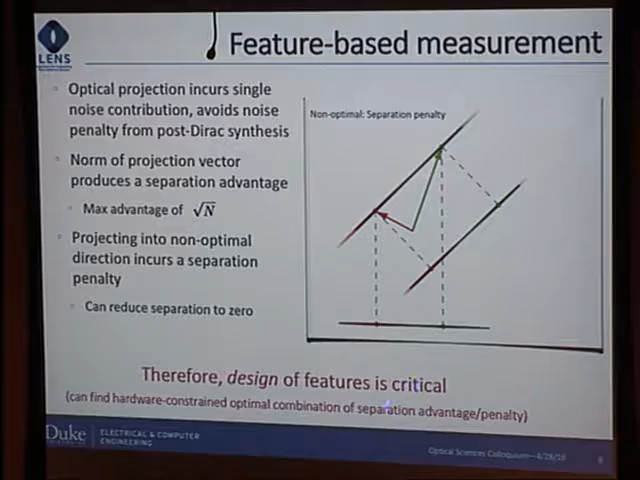 LENS
Feature-based measurement
Optical projection incurs single
noise contribution, avoids noise
penalty from post-Dirac synthesis
Norm of projection vector
produces a separation advantage
Max advantage of √N
Projecting into non-optimal
direction incurs a separation
penalty
Can reduce separation to zero
Non-optimal: Separation penalty
Therefore, design of features is critical
(can find hardware-constrained optimal combination of separation advantage/penalty)
Duke
ELECTRICAL & COMPUTER
ENGINEERING
Optical Sciences Colloquium—4/28/16